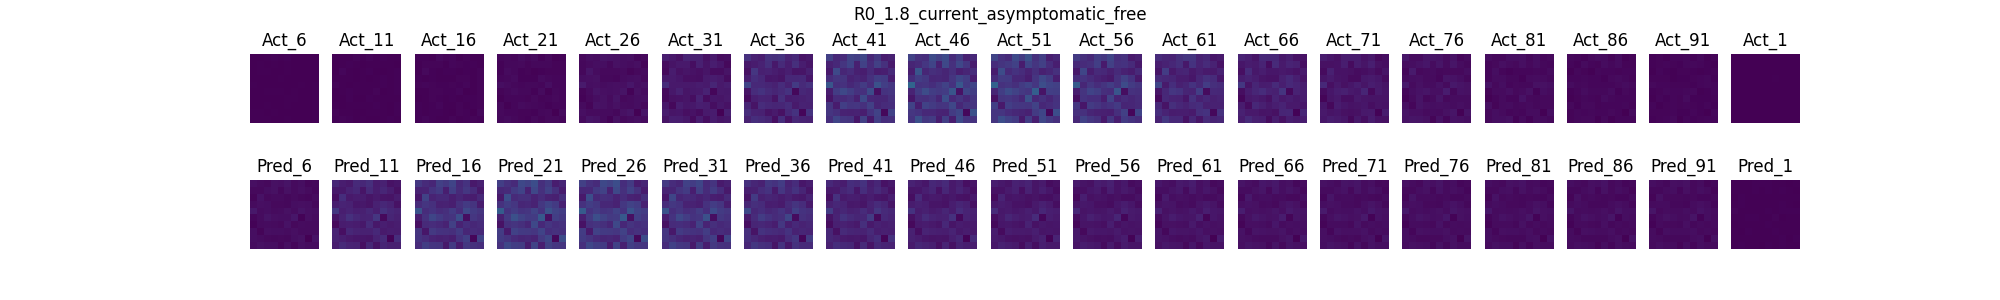 R0_1.8_current_asymptomatic_free
Act_6 Act_11 Act_16 Act_21 Act_26 Act_31 Act_36 Act_41 Act_46 Act_51 Act_56 Act_61 Act_66 Act_71 Act_76 Act_81 Act_86 Act_91 Act_1
Pred_6 Pred_11 Pred_16 Pred_21 Pred_26 Pred_31 Pred_36 Pred_41 Pred_46 Pred_51 Pred_56 Pred_61 Pred_66 Pred_71 Pred_76 Pred_81 Pred_86 Pred_91 Pred_1